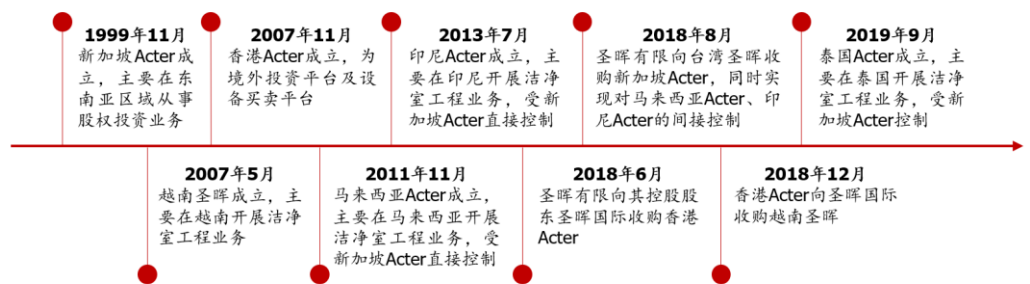 1999年11月
新加坡Acter成
立，主要在东
南亚区域从事
股权投资业务
2007年11月
香港Acter成立，为
境外投资平台及设
备买卖平台
2013年7月
印尼Acter成立，主
要在印尼开展洁净
室工程业务，受新
加坡Acter直接控制
2018年8月
圣晖有限向台湾圣晖收
购新加坡Acter，同时实
现对马来西亚Acter、印
尼Acter的间接控制
2019年9月
泰国Acter成立，主
要在泰国开展洁净
室工程业务，受新
加坡Acter控制
2007年5月
越南圣晖成立，主
要在越南开展洁净
室工程业务
2011年11月
马来西亚Acter成立，
主要在马来西亚开展
洁净室工程业务，受
新加坡Acter直接控制
2018年6月
圣晖有限向其控股股
东圣晖国际收购香港
Acter
2018年12月
香港Acter向圣晖国际
收购越南圣晖